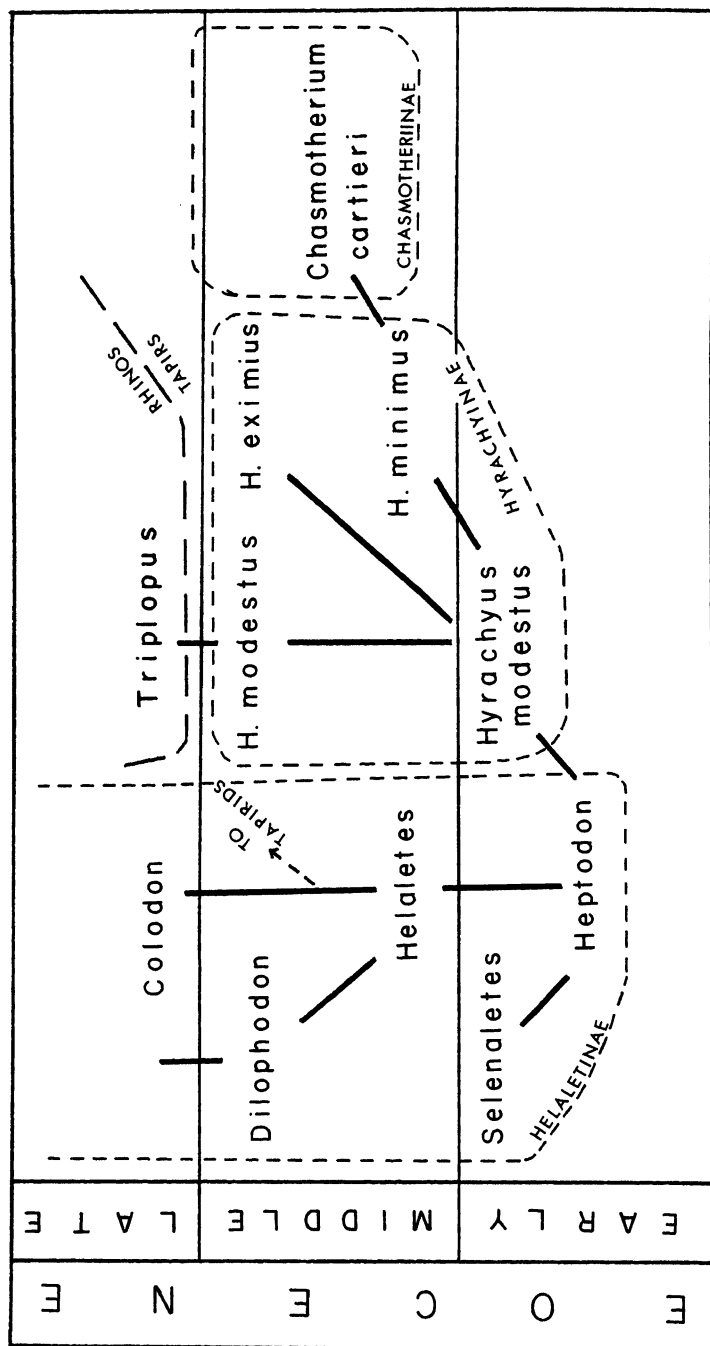 EOCENE
LATE
MIDDLE
EARLY
Colodon
Triplopus
RHINOS
TAPIRS
Dilophodon
TO
TAPIRIDS
H. modestus
H. eximius
Helaletes
H. minimus
Chasmotherium
cartieri
CHASMOTHERIINAE
Selenaletes
Heptodon
HELALETINAE
Hyrachyus
modestus
HYRACHYINAE